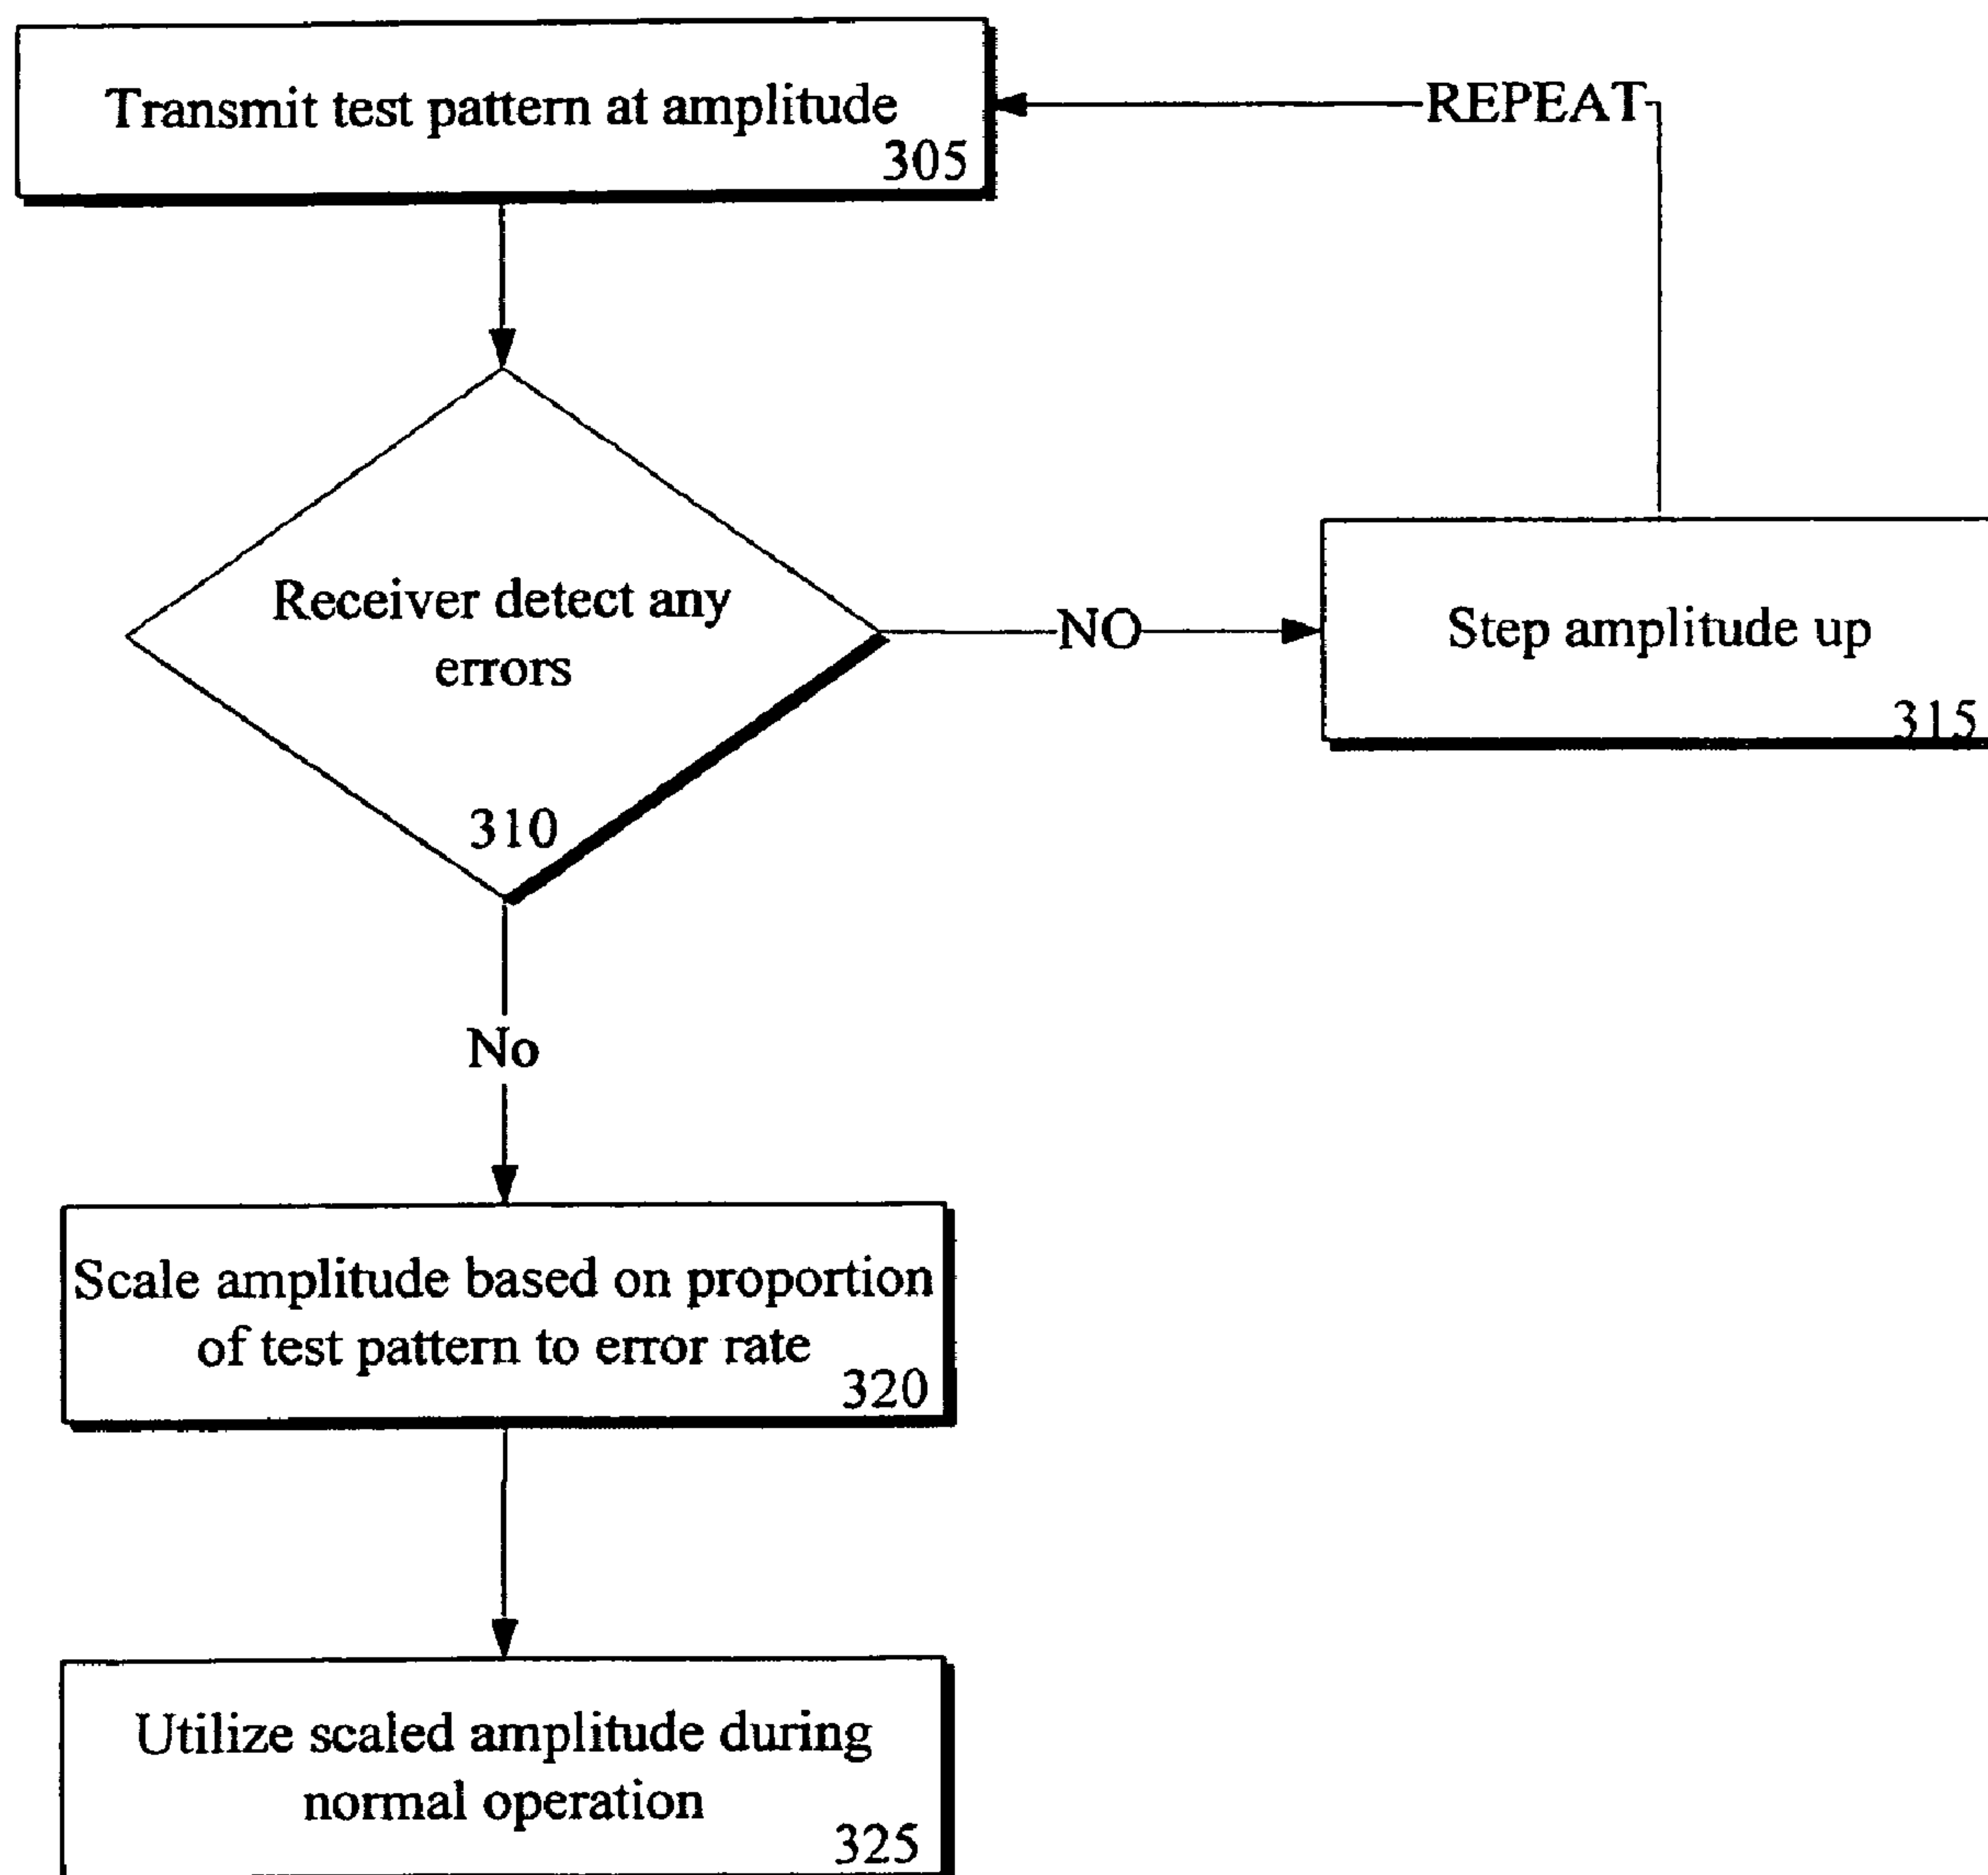 Transmit test pattern at amplitude
305
REPEAT
Receiver detect any
errors
310
NO
Step amplitude up
315
No
Scale amplitude based on proportion
of test pattern to error rate
320
Utilize scaled amplitude during
normal operation
325